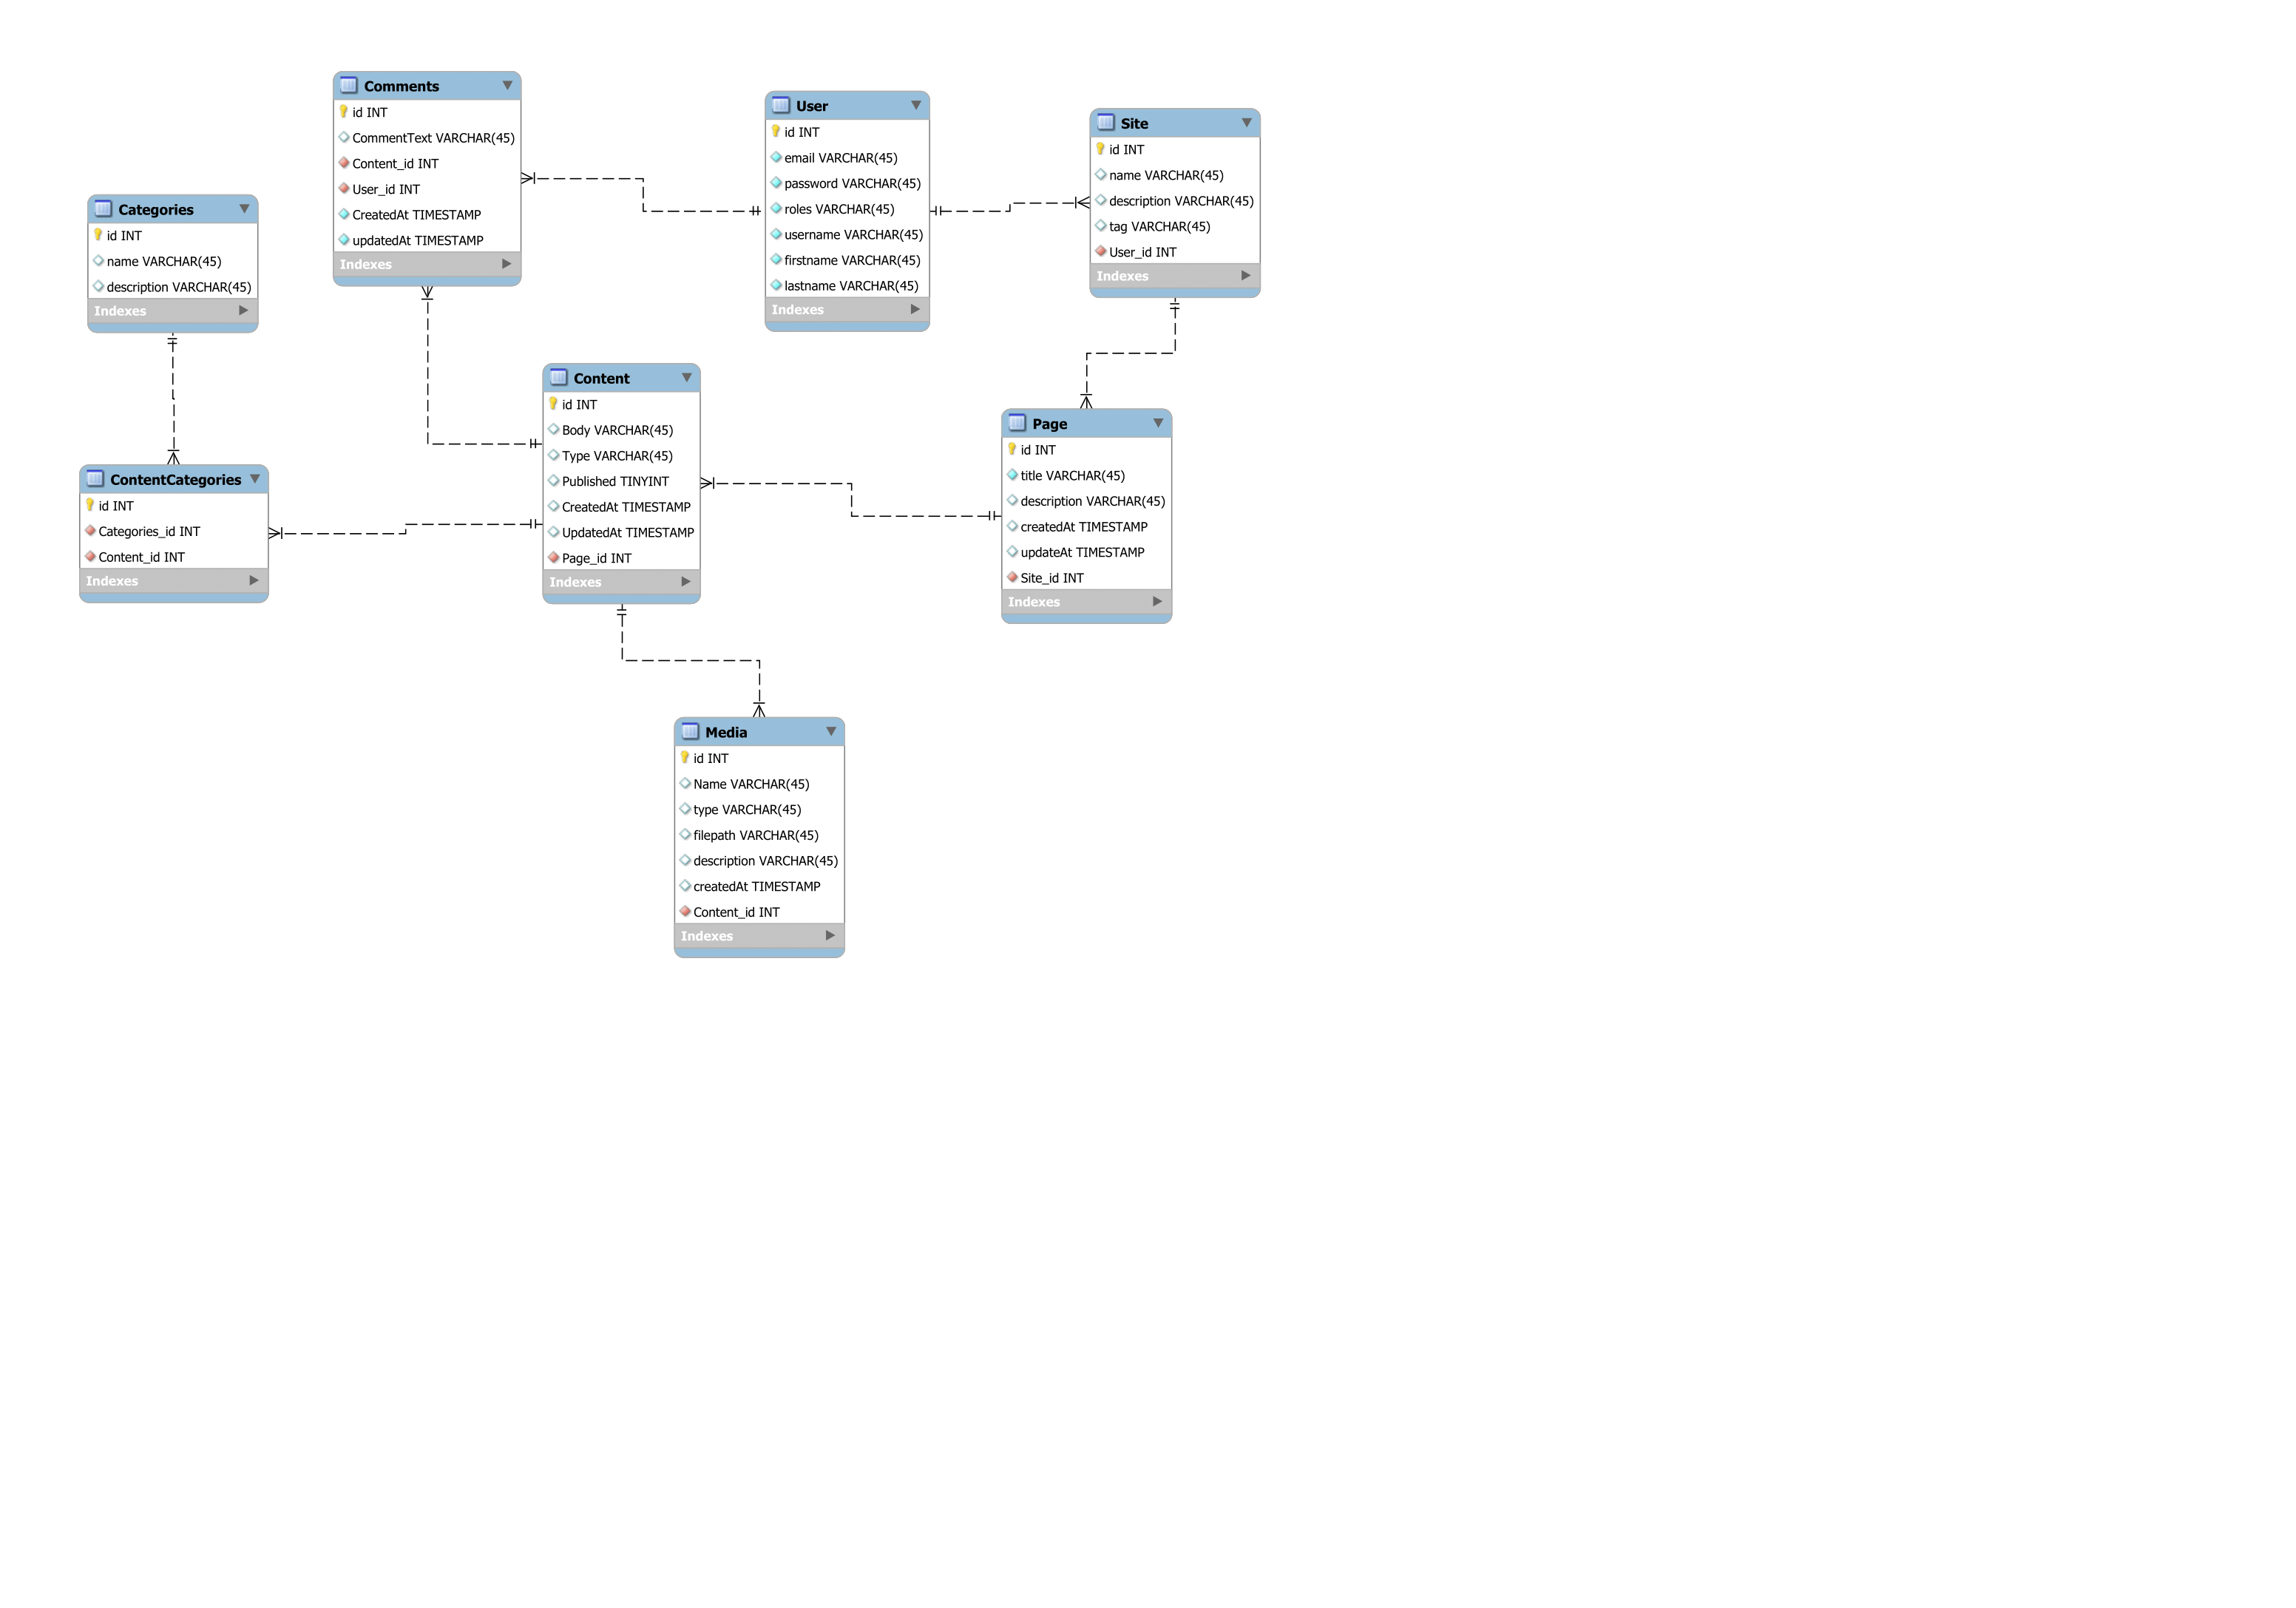 Comments
id INT
CommentText VARCHAR(45)
Content_id INT
User_id INT
CreatedAt TIMESTAMP
updatedAt TIMESTAMP
Indexes
User
id INT
email VARCHAR(45)
password VARCHAR(45)
roles VARCHAR(45)
username VARCHAR(45)
firstname VARCHAR(45)
lastname VARCHAR(45)
Indexes
Site
id INT
name VARCHAR(45)
description VARCHAR(45)
tag VARCHAR(45)
User_id INT
Indexes
Categories
id INT
name VARCHAR(45)
description VARCHAR(45)
Indexes
Content
id INT
Body VARCHAR(45)
Type VARCHAR(45)
Published TINYINT
CreatedAt TIMESTAMP
UpdatedAt TIMESTAMP
Page_id INT
Indexes
Page
id INT
title VARCHAR(45)
description VARCHAR(45)
createdAt TIMESTAMP
updateAt TIMESTAMP
Site_id INT
Indexes
ContentCategories
id INT
Categories_id INT
Content_id INT
Indexes
Media
id INT
Name VARCHAR(45)
type VARCHAR(45)
filepath VARCHAR(45)
description VARCHAR(45)
createdAt TIMESTAMP
Content_id INT
Indexes